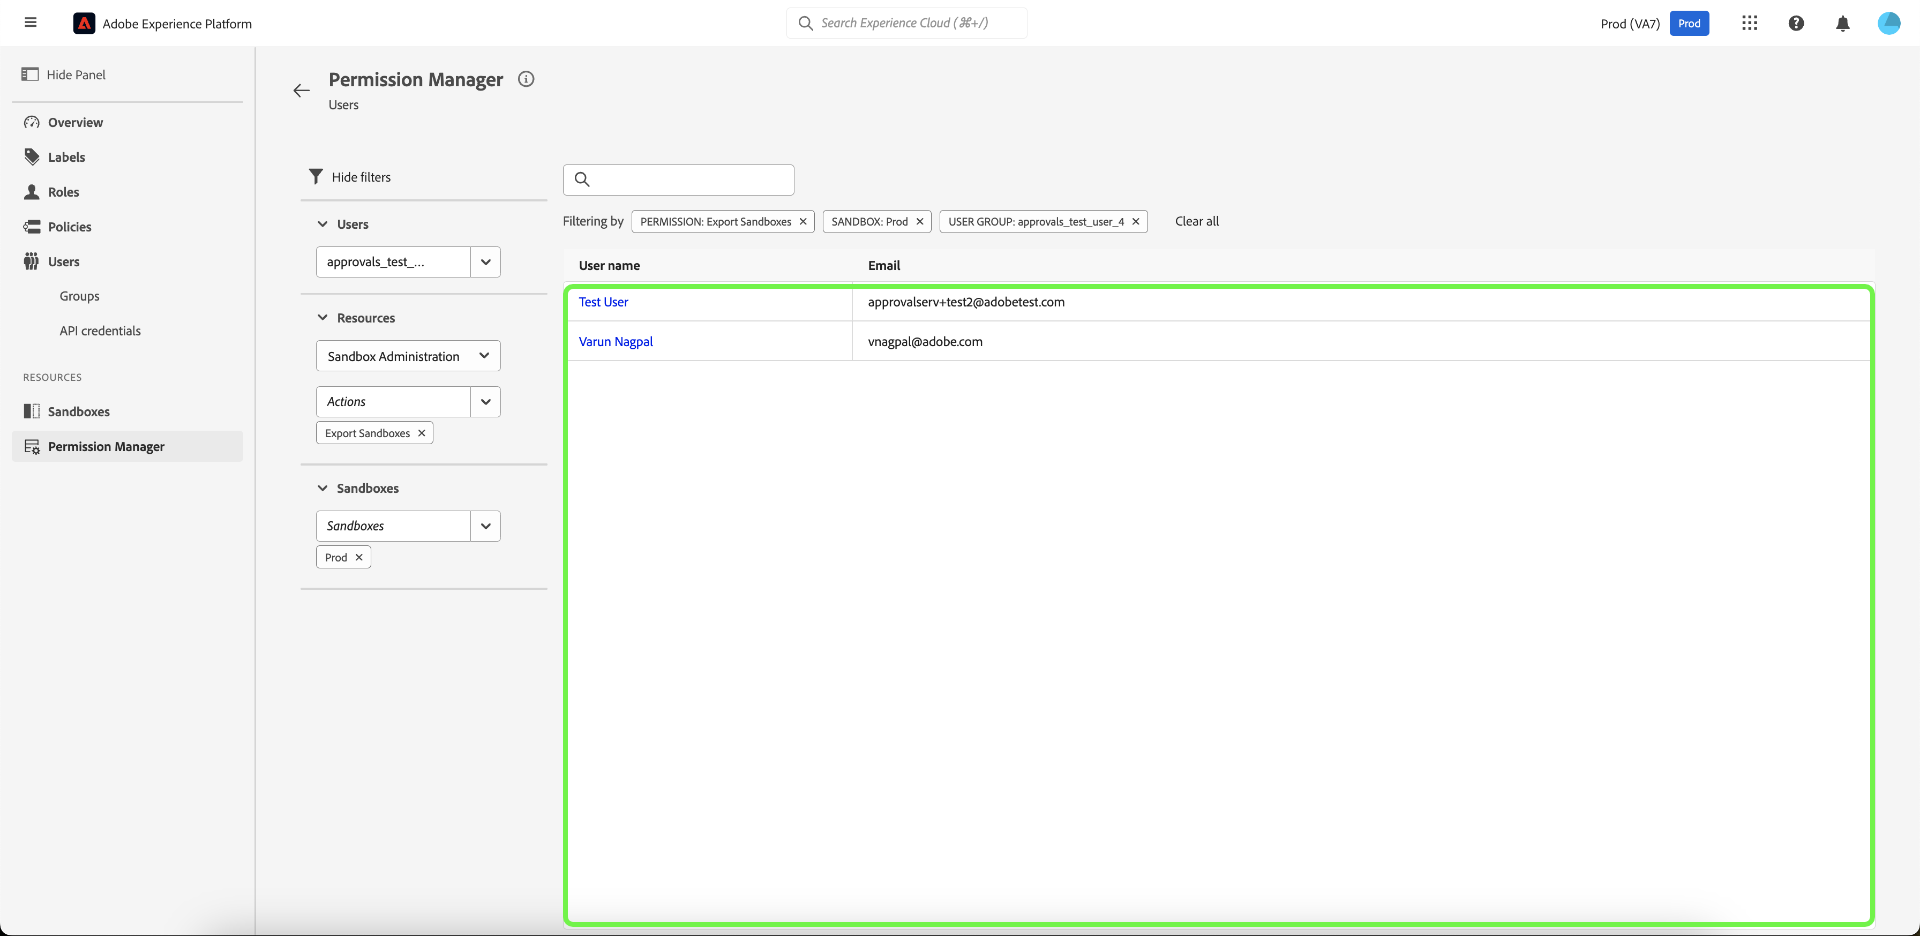 Adobe Experience Platform
Search Experience Cloud (⌘+/)
Prod (VA7)
Prod
Hide Panel
Overview
Labels
Roles
Policies
Users
Groups
API credentials
RESOURCES
Sandboxes
Permission Manager
Permission Manager
Users
Hide filters
Users
approvals_test_...
Resources
Sandbox Administration
Actions
Export Sandboxes
Sandboxes
Sandboxes
Prod
Filtering by PERMISSION: Export Sandboxes SANDBOX: Prod USER GROUP: approvals_test_user_4 Clear all
User name Email
Test User approvalserv+test2@adobetest.com
Varun Nagpal vnagpal@adobe.com